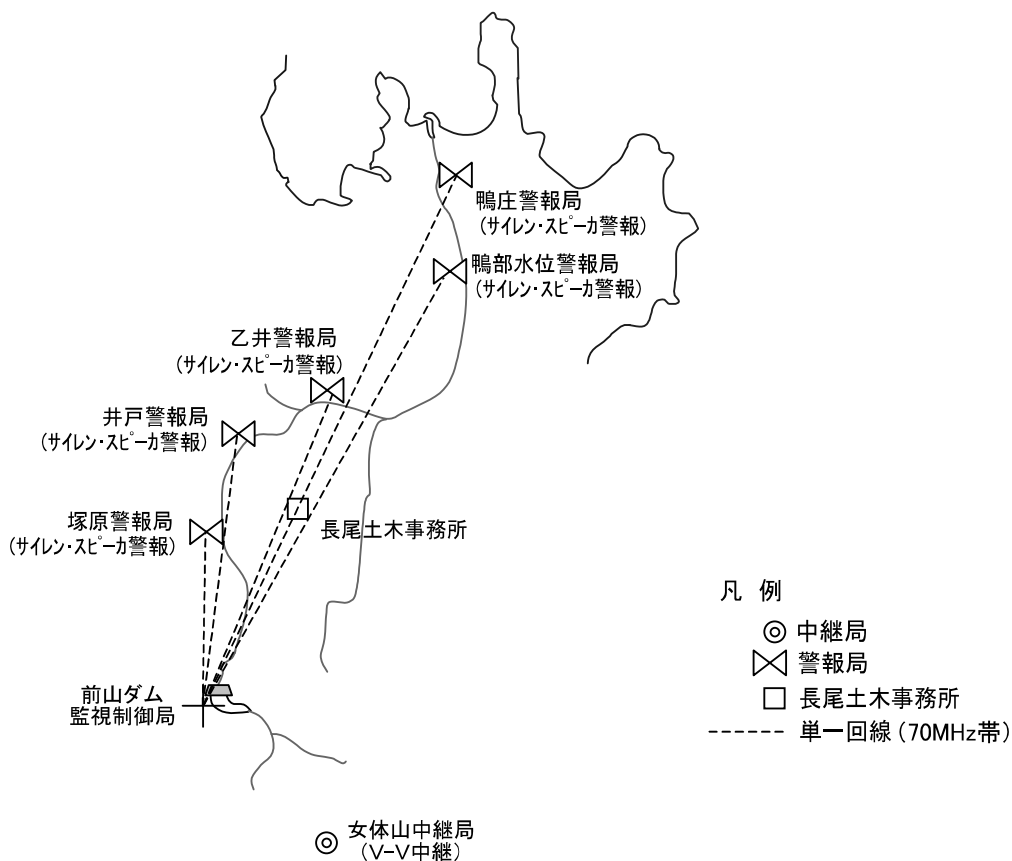 鴨庄警報局
(サイレン・スピーカ警報)
鴨部水位警報局
(サイレン・スピーカ警報)
乙井警報局
(サイレン・スピーカ警報)
井戸警報局
(サイレン・スピーカ警報)
塚原警報局
(サイレン・スピーカ警報)
長尾土木事務所
凡 例
中継局
警報局
長尾土木事務所
単一回線(70MHz帯)
前山ダム
監視制御局
女体山中継局
(V-V中継)